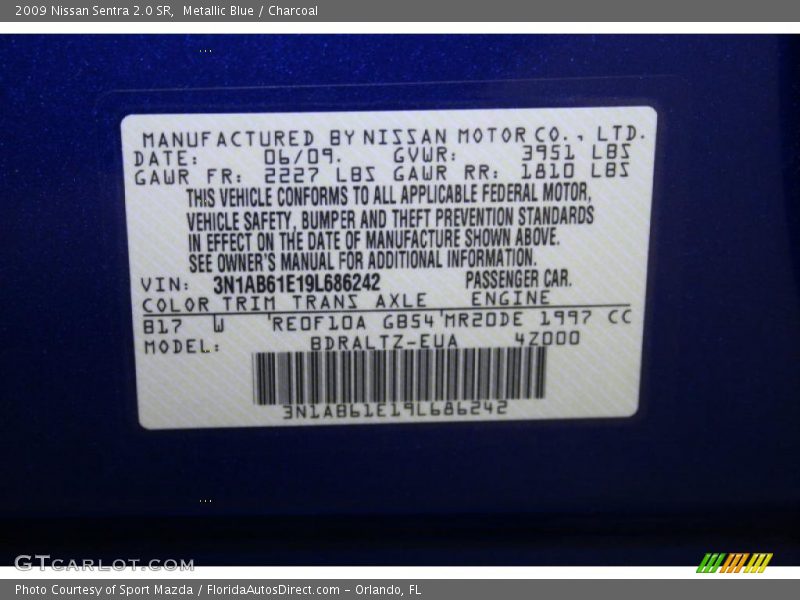 2009 Nissan Sentra 2.0 SR, Metallic Blue / Charcoal
MANUFACTURED BY NISSAN MOTOR CO., LTD.
DATE: 06/09. GVWR: 3951 LBS
GAWR FR: 2227 LBS GAWR RR: 1810 LBS
THIS VEHICLE CONFORMS TO ALL APPLICABLE FEDERAL MOTOR,
VEHICLE SAFETY, BUMPER AND THEFT PREVENTION STANDARDS
IN EFFECT ON THE DATE OF MANUFACTURE SHOWN ABOVE.
SEE OWNER'S MANUAL FOR ADDITIONAL INFORMATION.
VIN: 3N1AB61E19L686242 PASSENGER CAR.
COLOR TRIM TRANS AXLE ENGINE
B17 W 'RE0F10A GB54'MR20DE 1997 CC
MODEL: BDRALTZ-EUA 4Z000
3N1AB61E19L686242
GTCARLOT.COM
Photo Courtesy of Sport Mazda / FloridaAutosDirect.com - Orlando, FL